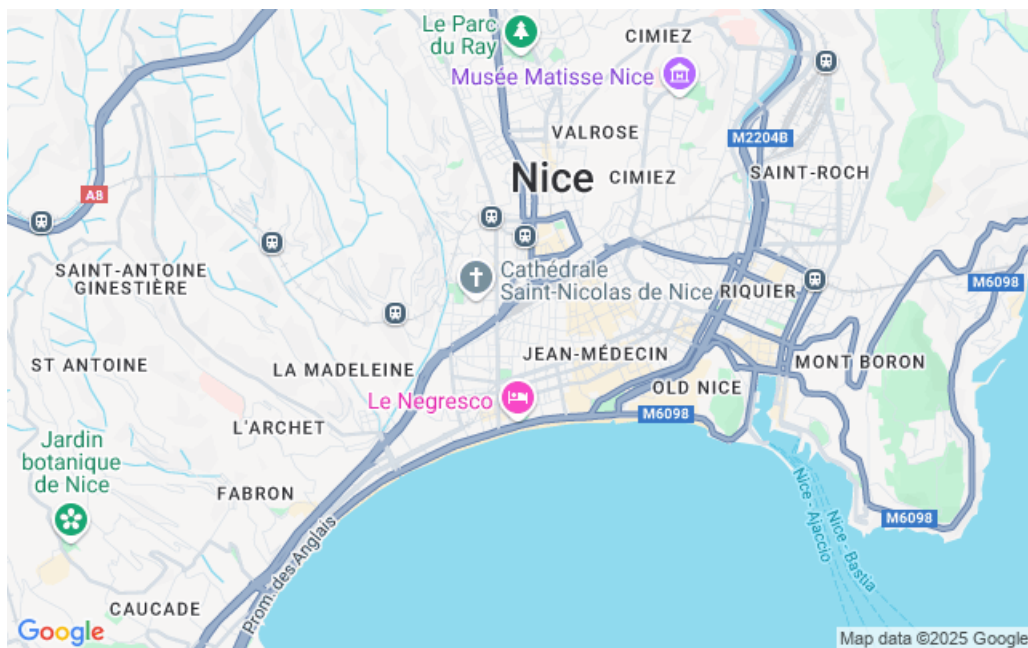 Le Parc
du Ray
CIMIEZ
Musée Matisse Nice
VALROSE
M2204B
Nice
CIMIEZ
SAINT-ROCH
A8
SAINT-ANTOINE
GINESTIÈRE
Cathédrale
Saint-Nicolas de Nice
RIQUIER
M6098
ST ANTOINE
LA MADELEINE
JEAN-MÉDECIN
MONT BORON
Le Negresco
OLD NICE
M6098
L'ARCHET
Jardin
botanique
de Nice
FABRON
Nice - Ajaccio
Nice - Bastia
M6098
Prom. des Anglais
CAUCADE
Google
Map data ©2025 Google